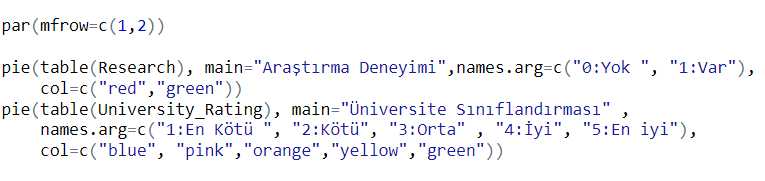 par(mfrow=c(1,2))
pie(table(Research), main="Araştırma Deneyimi",names.arg=c("0:Yok ", "1:Var"),
col=c("red","green"))
pie(table(University_Rating), main="Üniversite Sınıflandırması" ,
names.arg=c("1:En Kötü ", "2:Kötü", "3:Orta" , "4:İyi", "5:En iyi"),
col=c("blue", "pink","orange","yellow","green"))